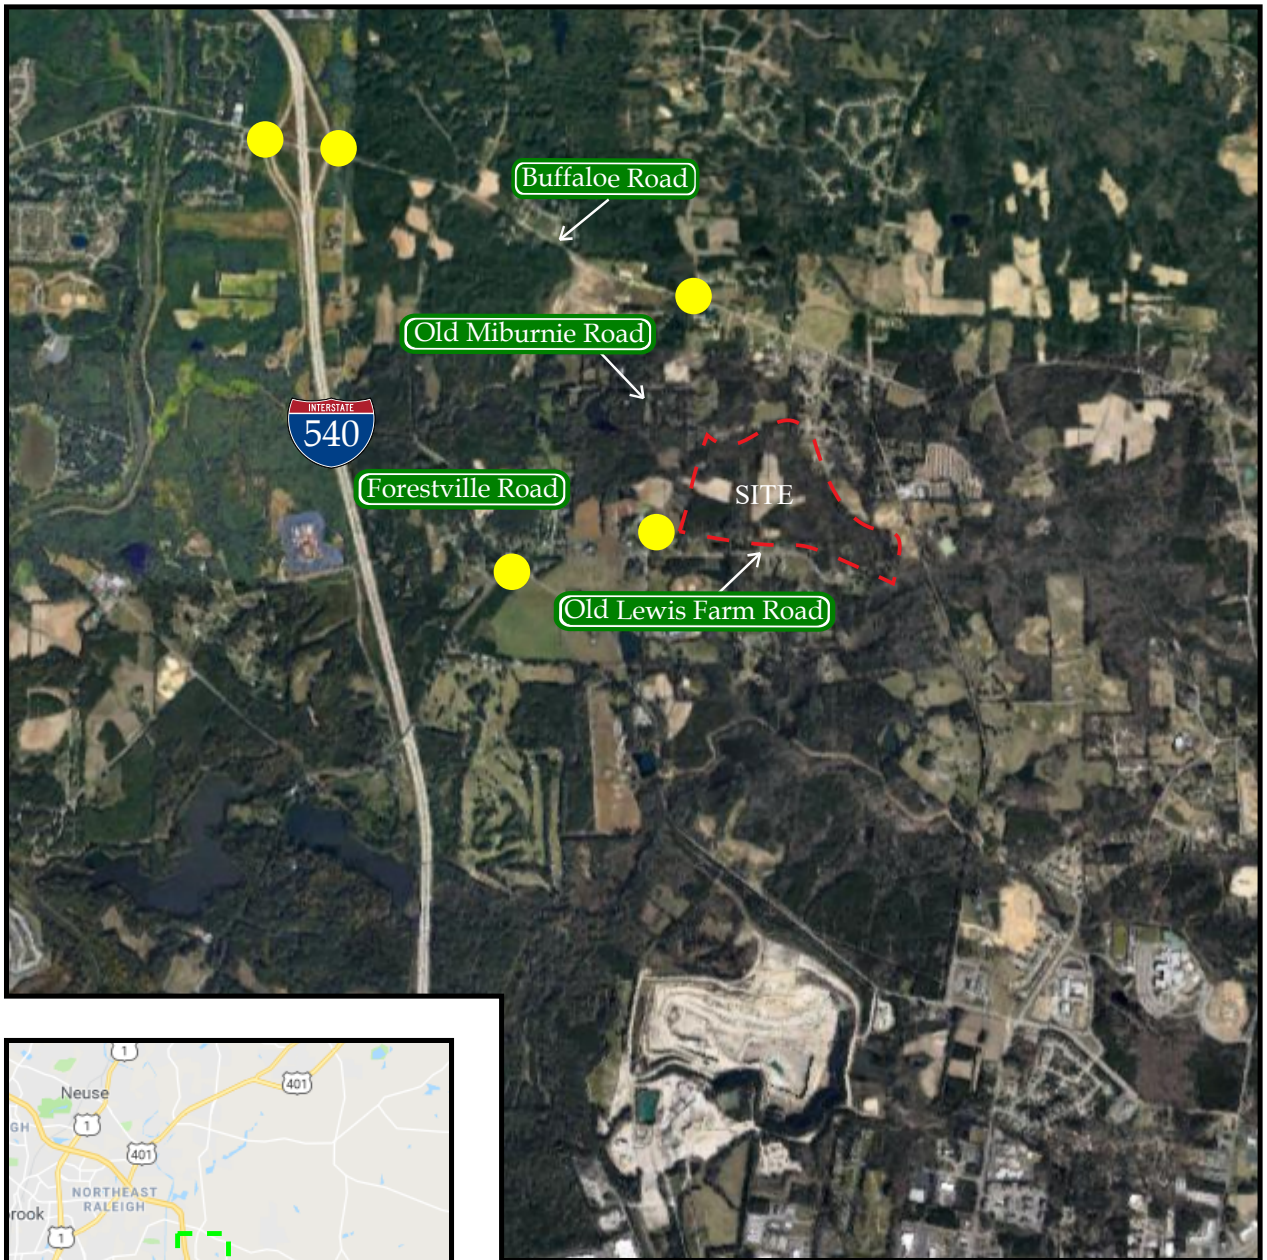 Buffaloe Road
Old Miburnie Road
INTERSTATE
540
Forestville Road
SITE
Old Lewis Farm Road
1
401
Neuse
1
GH
401
NORTHEAST
RALEIGH
rook
1